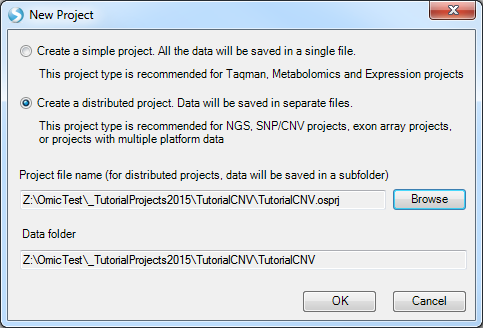 New Project
Create a simple project. All the data will be saved in a single file.
This project type is recommended for Taqman, Metabolomics and Expression projects
Create a distributed project. Data will be saved in separate files.
This project type is recommended for NGS, SNP/CNV projects, exon array projects,
or projects with multiple platform data
Project file name (for distributed projects, data will be saved in a subfolder)
Z:\OmicTest\_TutorialProjects2015\TutorialCNV\TutorialCNV.osprj
Browse
Data folder
Z:\OmicTest\_TutorialProjects2015\TutorialCNV\TutorialCNV
OK
Cancel